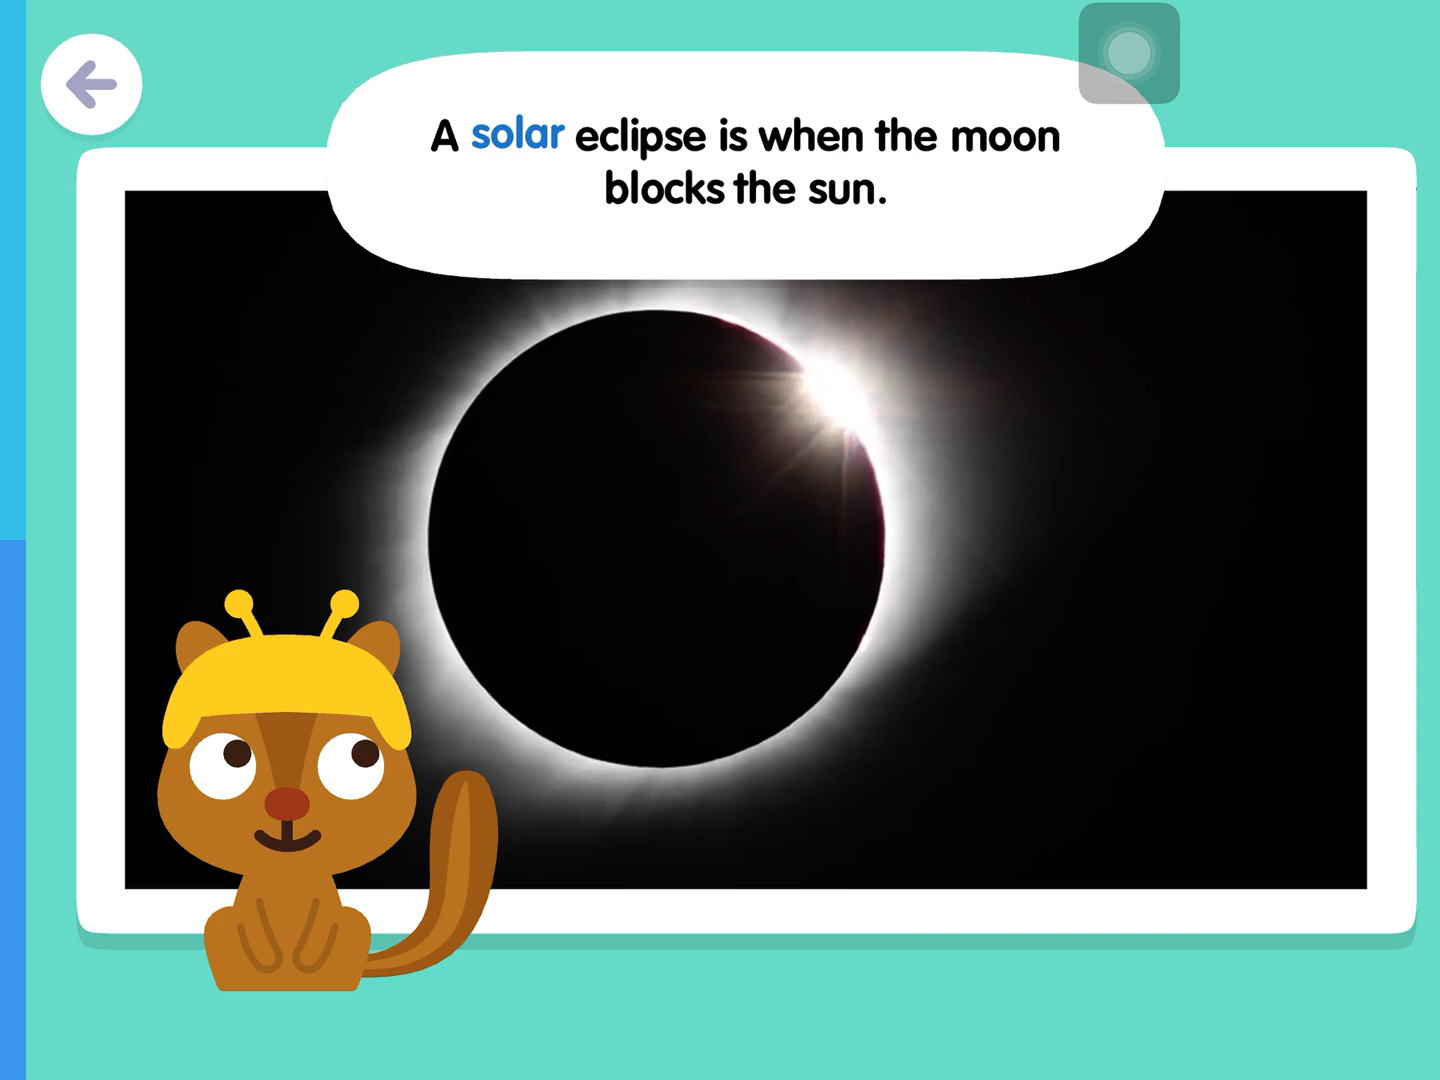 A solar eclipse is when the moon
blocks the sun.